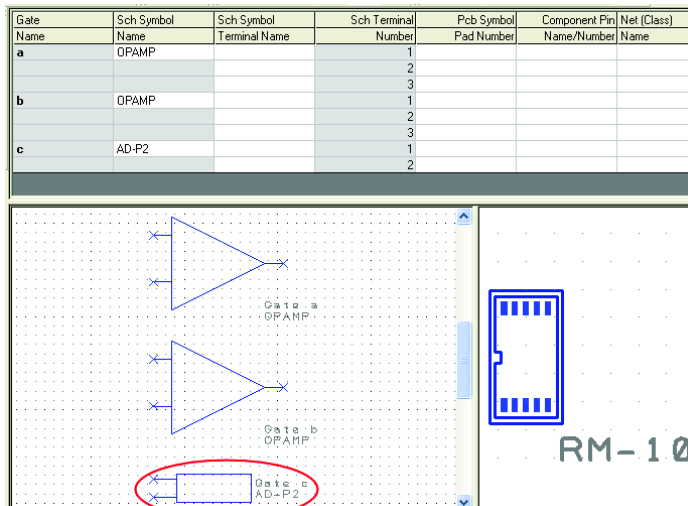 Gate Sch Symbol Sch Symbol Sch Terminal Pcb Symbol Component Pin Net (Class)
Name Name Terminal Name Number Pad Number Name/Number Name
a OPAMP 1
2
3
b OPAMP 1
2
3
c AD-P2 1
2
Gate a
OPAMP
Gate b
OPAMP
Gate c
AD-P2
RM-10